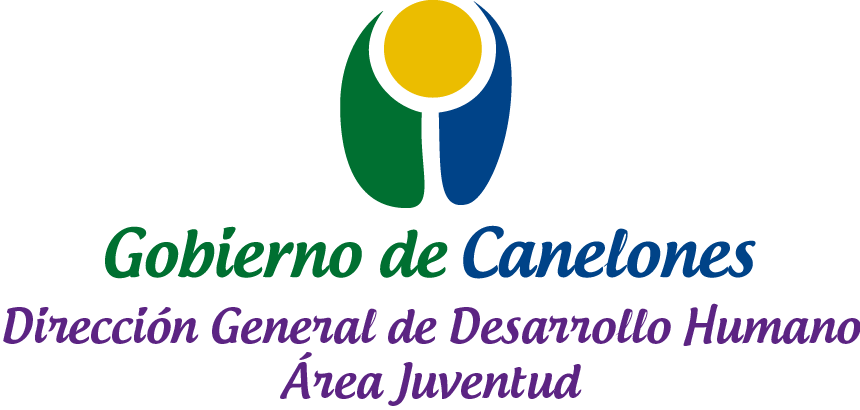 Gobierno de Canelones
Dirección General de Desarrollo Humano
Área Juventud